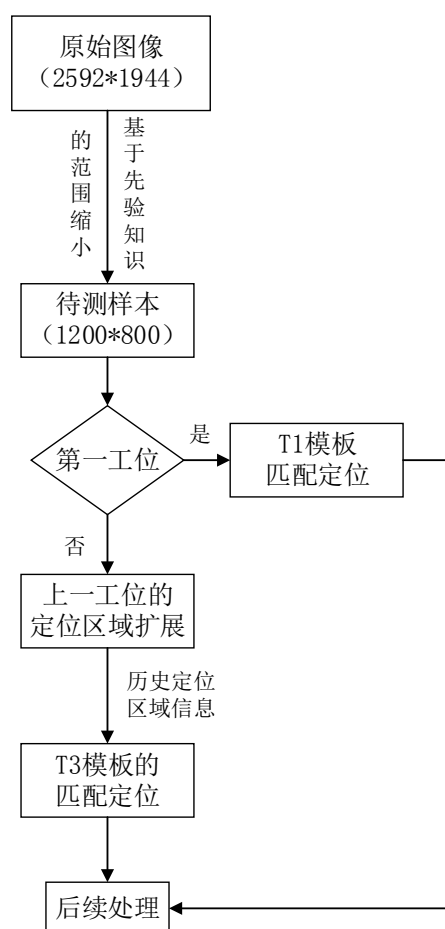 原始图像
（2592*1944）
基于先验知识
的范围缩小
待测样本
（1200*800）
第一工位
是
T1模板
匹配定位
否
上一工位的
定位区域扩展
历史定位
区域信息
T3模板的
匹配定位
后续处理